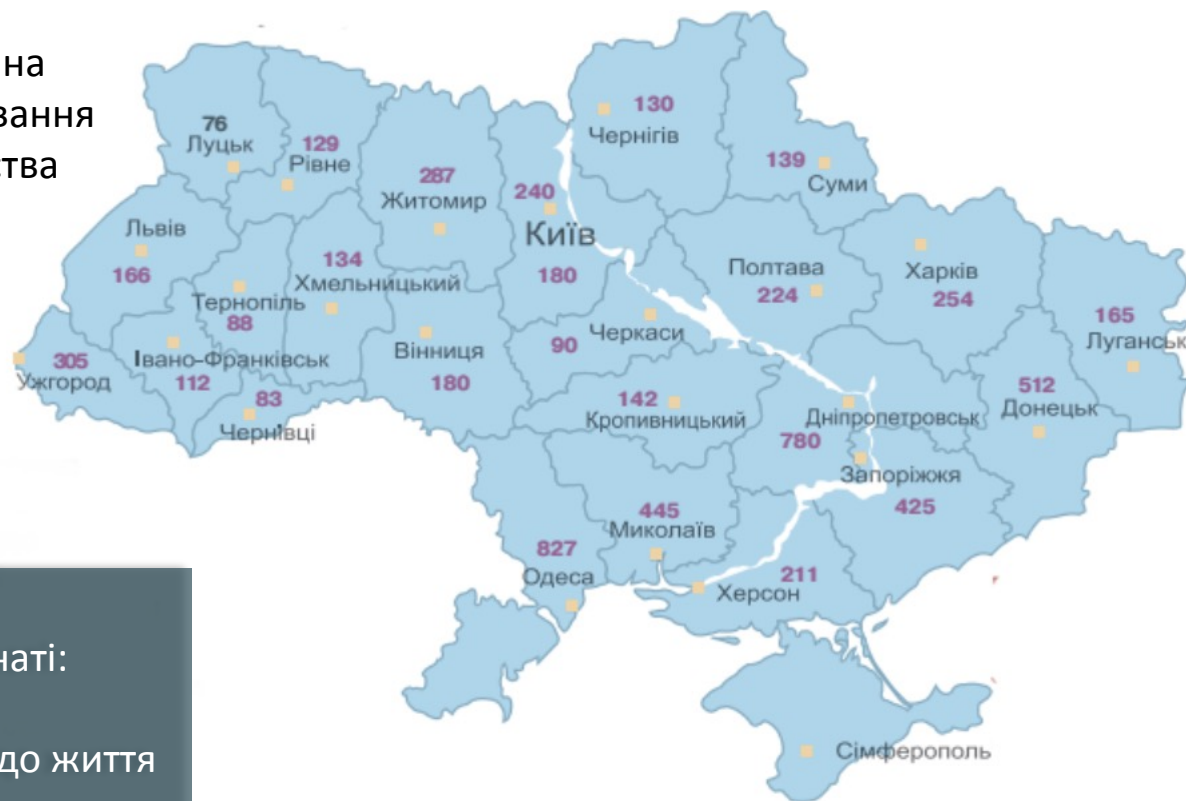 на
вання
тва
76
Луцьк
129
Рівне
287
Житомир
240
Київ
180
130
Чернігів
139
Суми
Львів
166
Тернопіль
88
134
Хмельницький
Вінниця
180
90
Черкаси
Полтава
224
Харків
254
165
Луганськ
305
Ужгород
Івано-Франківськ
112
83
Чернівці
142
Кропивницький
Дніпропетровськ
780
512
Донецьк
Запоріжжя
425
445
Миколаїв
827
Одеса
211
Херсон
Сімферополь
наті:
до життя